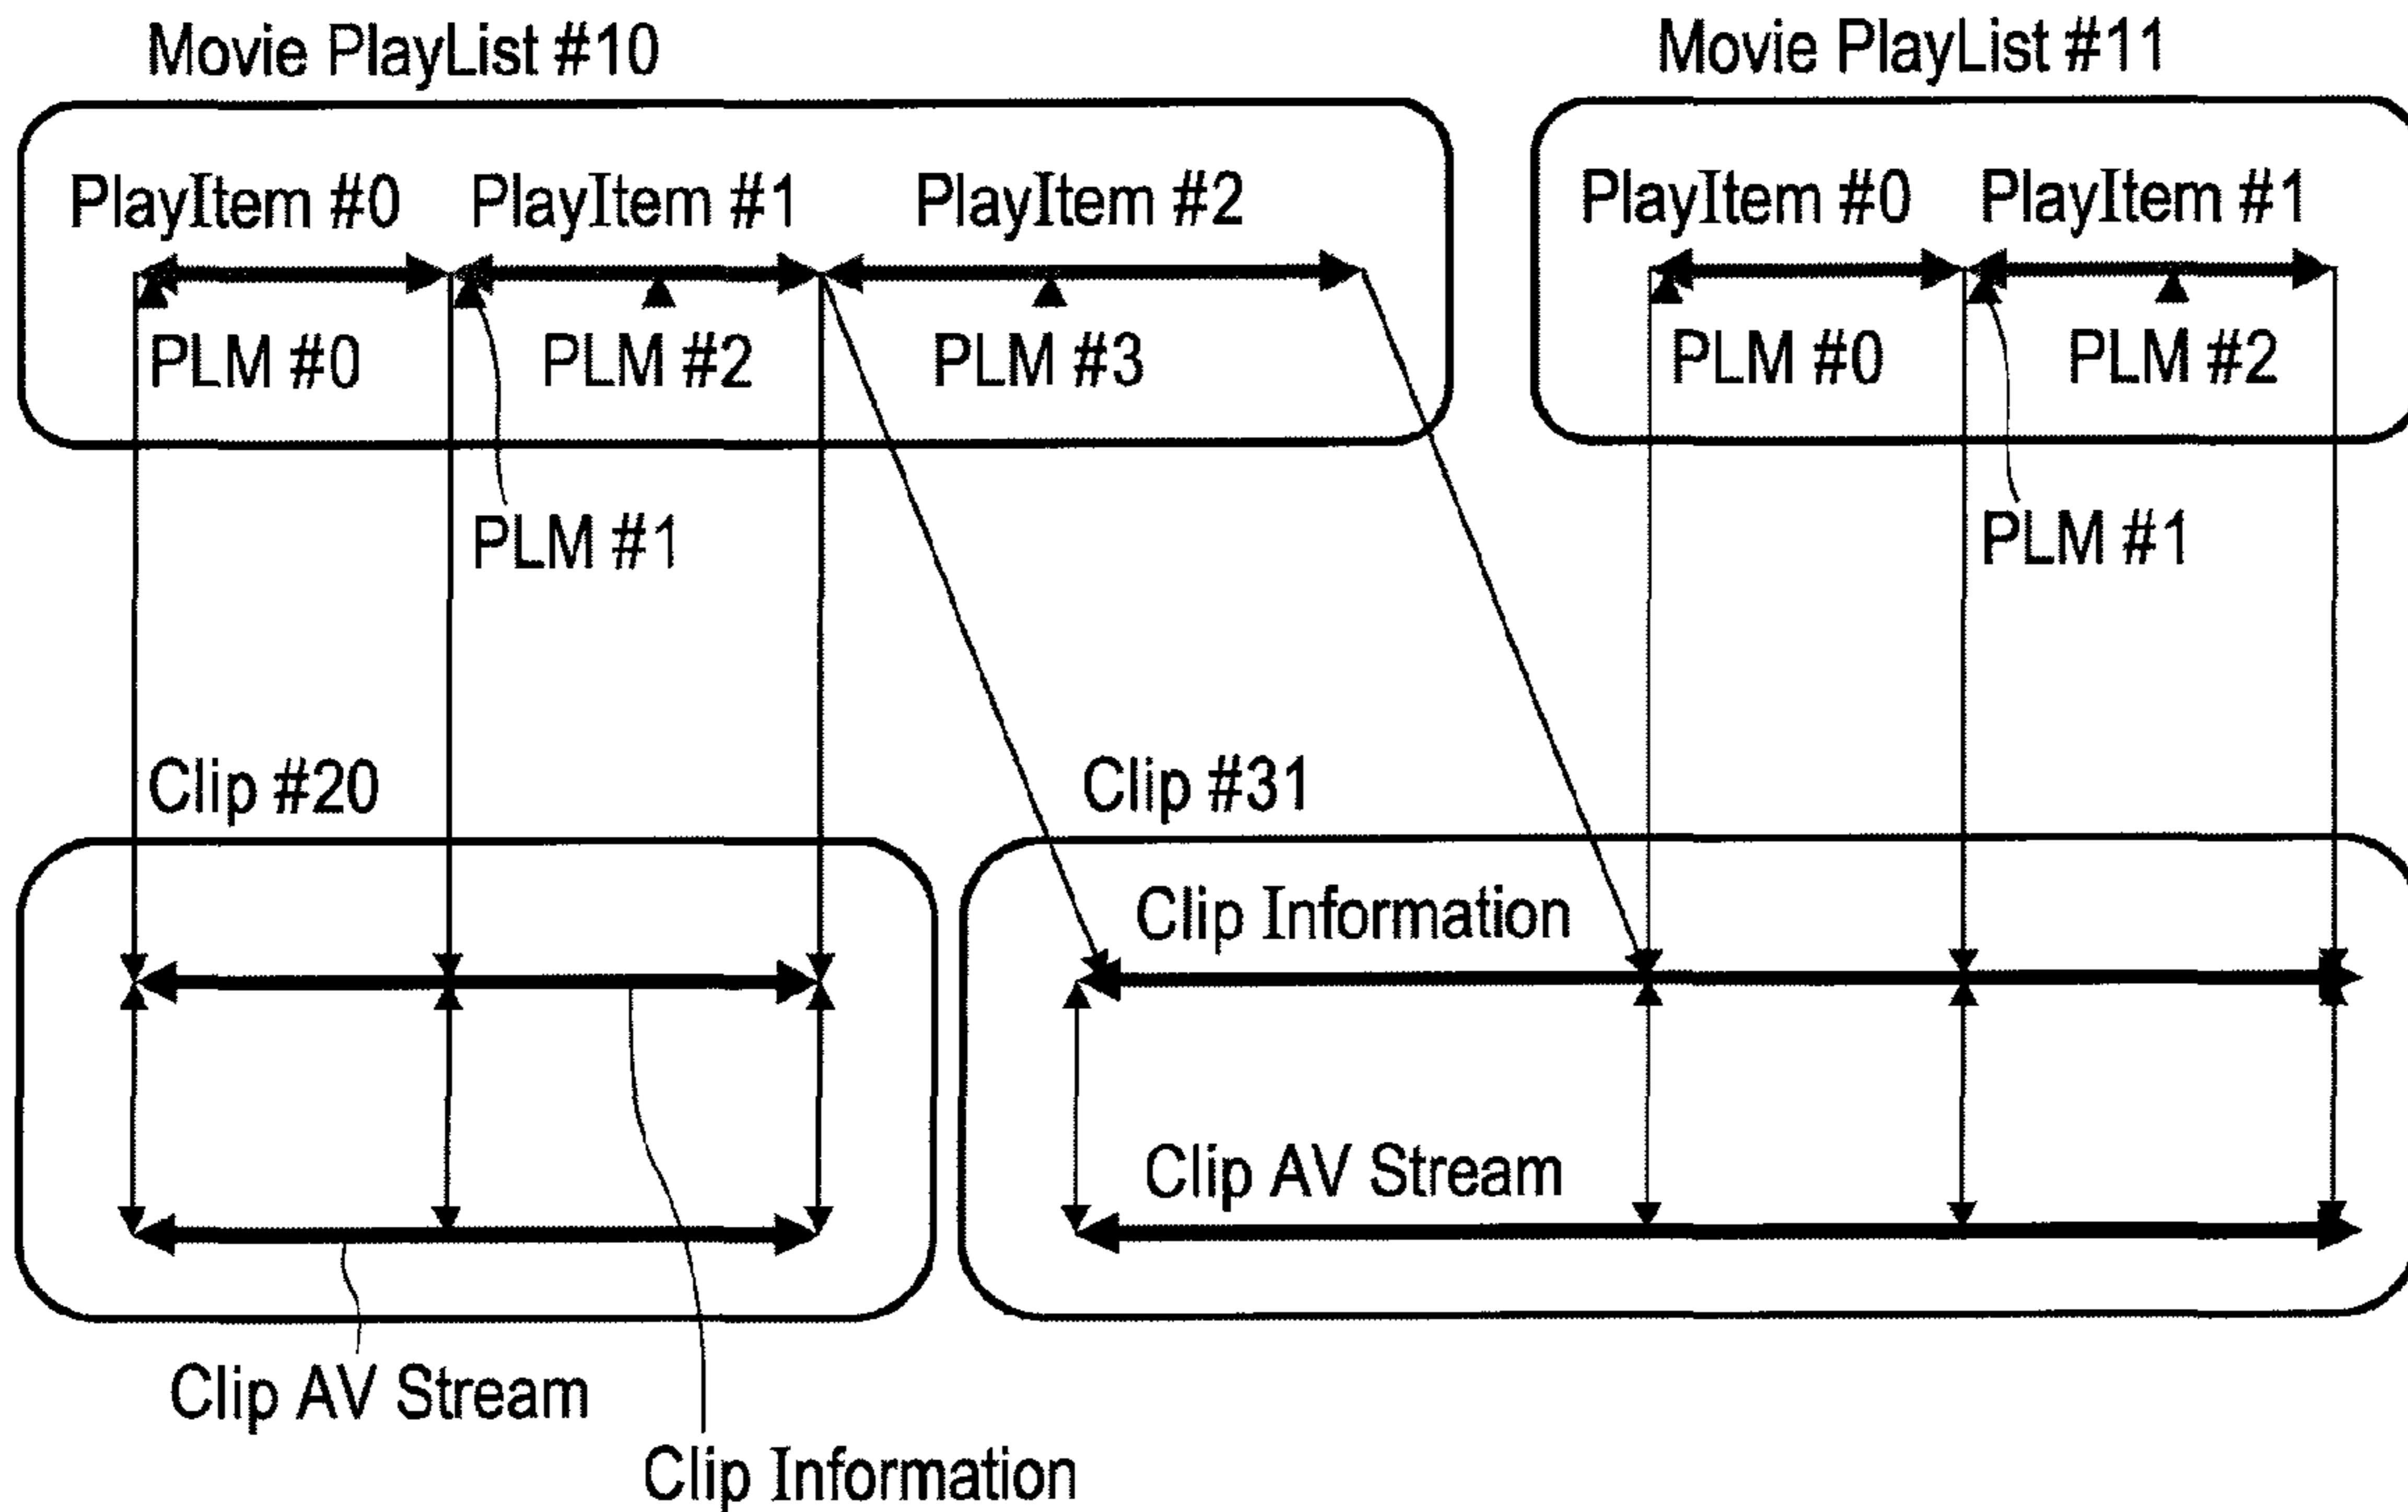 Movie PlayList #10
Movie PlayList #11
PlayItem #0
PlayItem #1
PlayItem #2
PlayItem #0
PlayItem #1
PLM #0
PLM #2
PLM #3
PLM #0
PLM #2
PLM #1
PLM #1
Clip #20
Clip #31
Clip Information
Clip AV Stream
Clip AV Stream
Clip Information